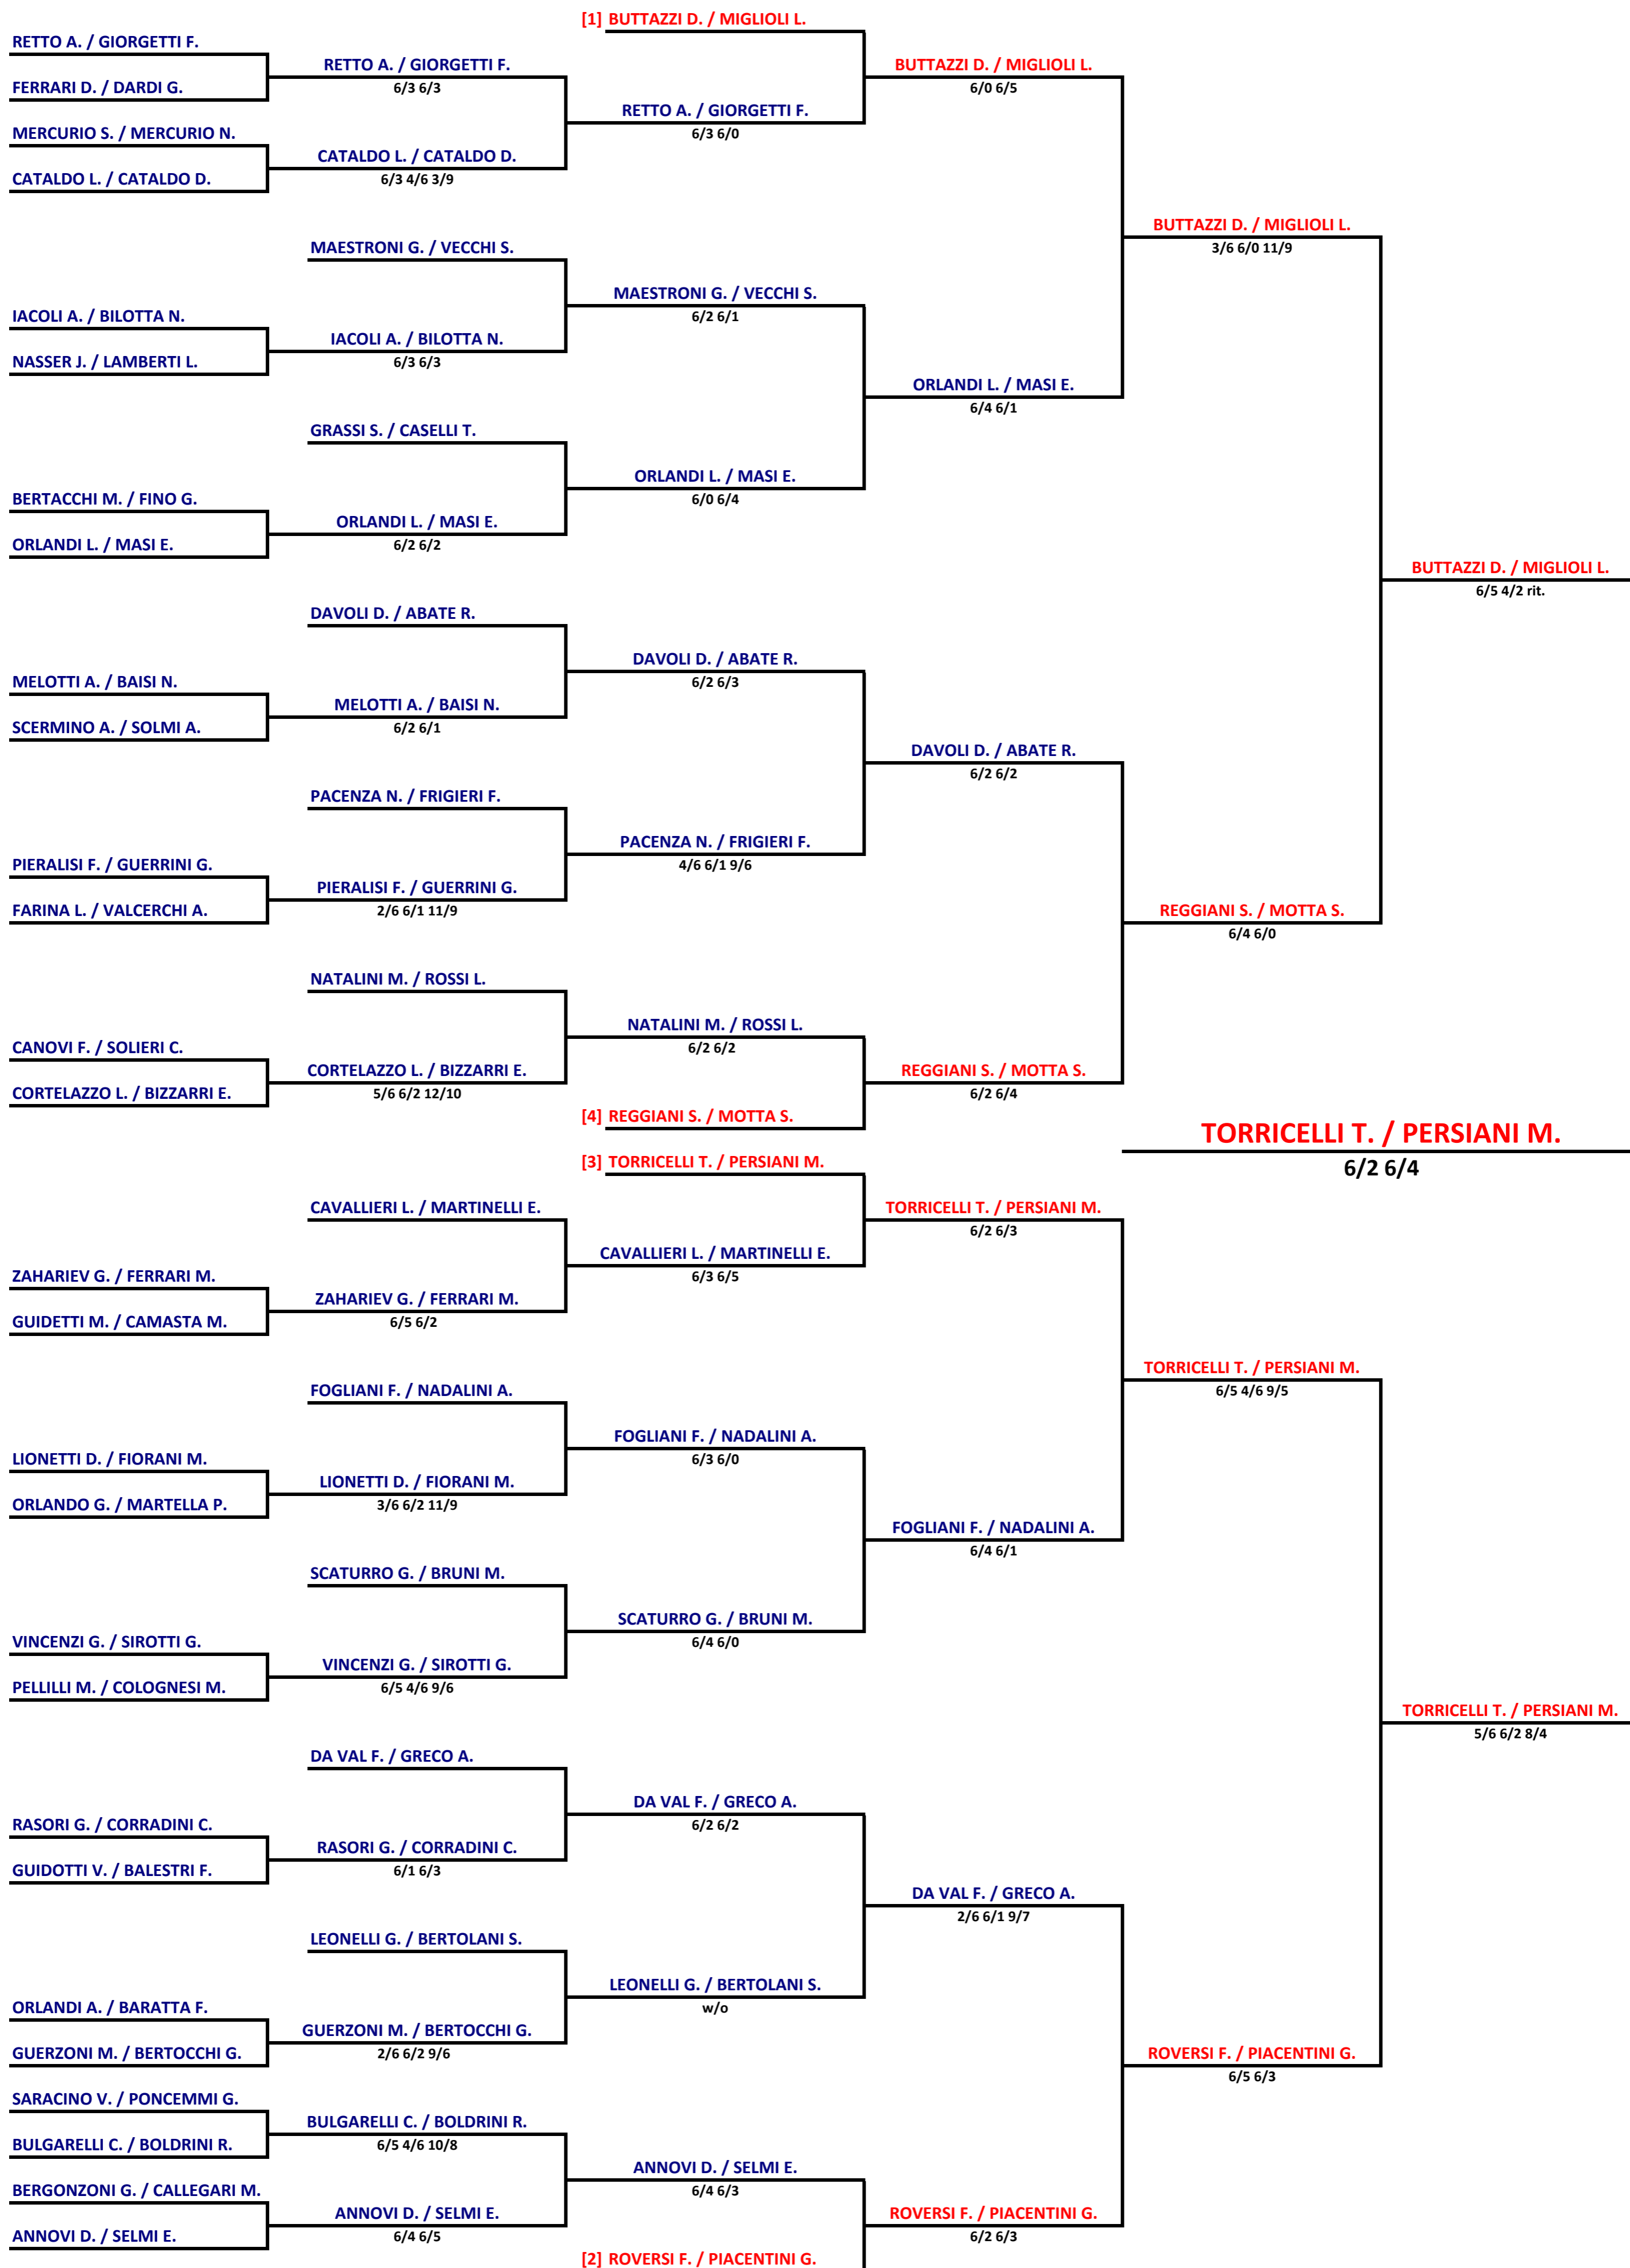 [1] BUTTAZZI D. / MIGLIOLI L.
RETTO A. / GIORGETTI F.
RETTO A. / GIORGETTI F.
BUTTAZZI D. / MIGLIOLI L.
FERRARI D. / DARDI G.
6/3 6/3
6/0 6/5
RETTO A. / GIORGETTI F.
MERCURIO S. / MERCURIO N.
6/3 6/0
CATALDO L. / CATALDO D.
CATALDO L. / CATALDO D.
6/3 4/6 3/9
BUTTAZZI D. / MIGLIOLI L.
MAESTRONI G. / VECCHI S.
3/6 6/0 11/9
MAESTRONI G. / VECCHI S.
IACOLI A. / BILOTTA N.
6/2 6/1
IACOLI A. / BILOTTA N.
NASSER J. / LAMBERTI L.
6/3 6/3
ORLANDI L. / MASI E.
6/4 6/1
GRASSI S. / CASELLI T.
ORLANDI L. / MASI E.
BERTACCHI M. / FINO G.
6/0 6/4
ORLANDI L. / MASI E.
ORLANDI L. / MASI E.
6/2 6/2
BUTTAZZI D. / MIGLIOLI L.
6/5 4/2 rit.
DAVOLI D. / ABATE R.
DAVOLI D. / ABATE R.
MELOTTI A. / BAISI N.
6/2 6/3
MELOTTI A. / BAISI N.
SCERMINO A. / SOLMI A.
6/2 6/1
DAVOLI D. / ABATE R.
6/2 6/2
PACENZA N. / FRIGIERI F.
PACENZA N. / FRIGIERI F.
PIERALISI F. / GUERRINI G.
4/6 6/1 9/6
PIERALISI F. / GUERRINI G.
FARINA L. / VALCERCHI A.
2/6 6/1 11/9
REGGIANI S. / MOTTA S.
6/4 6/0
NATALINI M. / ROSSI L.
NATALINI M. / ROSSI L.
CANOVI F. / SOLIERI C.
6/2 6/2
CORTELAZZO L. / BIZZARRI E.
REGGIANI S. / MOTTA S.
CORTELAZZO L. / BIZZARRI E.
5/6 6/2 12/10
6/2 6/4
[4] REGGIANI S. / MOTTA S.
TORRICELLI T. / PERSIANI M.
6/2 6/4
[3] TORRICELLI T. / PERSIANI M.
CAVALLIERI L. / MARTINELLI E.
TORRICELLI T. / PERSIANI M.
6/2 6/3
CAVALLIERI L. / MARTINELLI E.
ZAHARIEV G. / FERRARI M.
6/3 6/5
ZAHARIEV G. / FERRARI M.
GUIDETTI M. / CAMASTA M.
6/5 6/2
TORRICELLI T. / PERSIANI M.
6/5 4/6 9/5
FOGLIANI F. / NADALINI A.
FOGLIANI F. / NADALINI A.
LIONETTI D. / FIORANI M.
6/3 6/0
LIONETTI D. / FIORANI M.
ORLANDO G. / MARTELLA P.
3/6 6/2 11/9
FOGLIANI F. / NADALINI A.
6/4 6/1
SCATURRO G. / BRUNI M.
SCATURRO G. / BRUNI M.
VINCENZI G. / SIROTTI G.
6/4 6/0
VINCENZI G. / SIROTTI G.
PELLILLI M. / COLOGNESI M.
6/5 4/6 9/6
TORRICELLI T. / PERSIANI M.
5/6 6/2 8/4
DA VAL F. / GRECO A.
DA VAL F. / GRECO A.
RASORI G. / CORRADINI C.
6/2 6/2
RASORI G. / CORRADINI C.
GUIDOTTI V. / BALESTRI F.
6/1 6/3
DA VAL F. / GRECO A.
2/6 6/1 9/7
LEONELLI G. / BERTOLANI S.
LEONELLI G. / BERTOLANI S.
ORLANDI A. / BARATTA F.
w/o
GUERZONI M. / BERTOCCHI G.
GUERZONI M. / BERTOCCHI G.
2/6 6/2 9/6
ROVERSI F. / PIACENTINI G.
6/5 6/3
SARACINO V. / PONCEMMI G.
BULGARELLI C. / BOLDRINI R.
BULGARELLI C. / BOLDRINI R.
6/5 4/6 10/8
ANNOVI D. / SELMI E.
BERGONZONI G. / CALLEGARI M.
6/4 6/3
ANNOVI D. / SELMI E.
ROVERSI F. / PIACENTINI G.
ANNOVI D. / SELMI E.
6/4 6/5
6/2 6/3
[2] ROVERSI F. / PIACENTINI G.